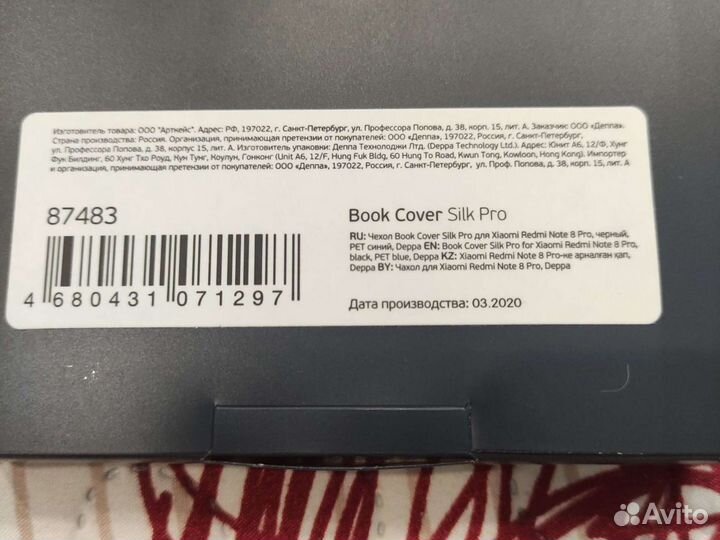 Изготовитель товара: ООО "Арткейс". Адрес: РФ, 197022, г. Санкт-Петербург, ул. Профессора Попова, д. 38, корп. 15, лит. А. Заказчик: ООО «Деппа».
Страна производства: Россия. Организация, принимающая претензии от покупателей: ООО «Деппа», 197022, Россия, г. Санкт-Петербург,
ул. Профессора Попова, д. 38, корпус 15, лит. А. Изготовитель упаковки: Деппа Технолоджи Лтд. (Deppa Technology Ltd.). Адрес: Юнит А6, 12/Ф, Хунг
Фук Билдинг, 60 Хунг Тхо Роуд, Кун Тунг, Коулун, Гонконг (Unit A6, 12/F, Hung Fuk Bldg, 60 Hung To Road, Kwun Tong, Kowloon, Hong Kong). Импортер
и организация, принимающая претензии от покупателей: ООО «Деппа», 197022, Россия, г. Санкт-Петербург, ул. Проф. Попова, д. 38, корп. 15, лит. А
87483
4 680431 071297
Book Cover Silk Pro
RU: Чехол Book Cover Silk Pro для Xiaomi Redmi Note 8 Pro, черный,
PET синий, Deppa EN: Book Cover Silk Pro for Xiaomi Redmi Note 8 Pro,
black, PET blue, Deppa KZ: Xiaomi Redmi Note 8 Pro-ке арналған қап,
Deppa BY: Чахол для Xiaomi Redmi Note 8 Pro, Deppa
Дата производства: 03.2020
Avito